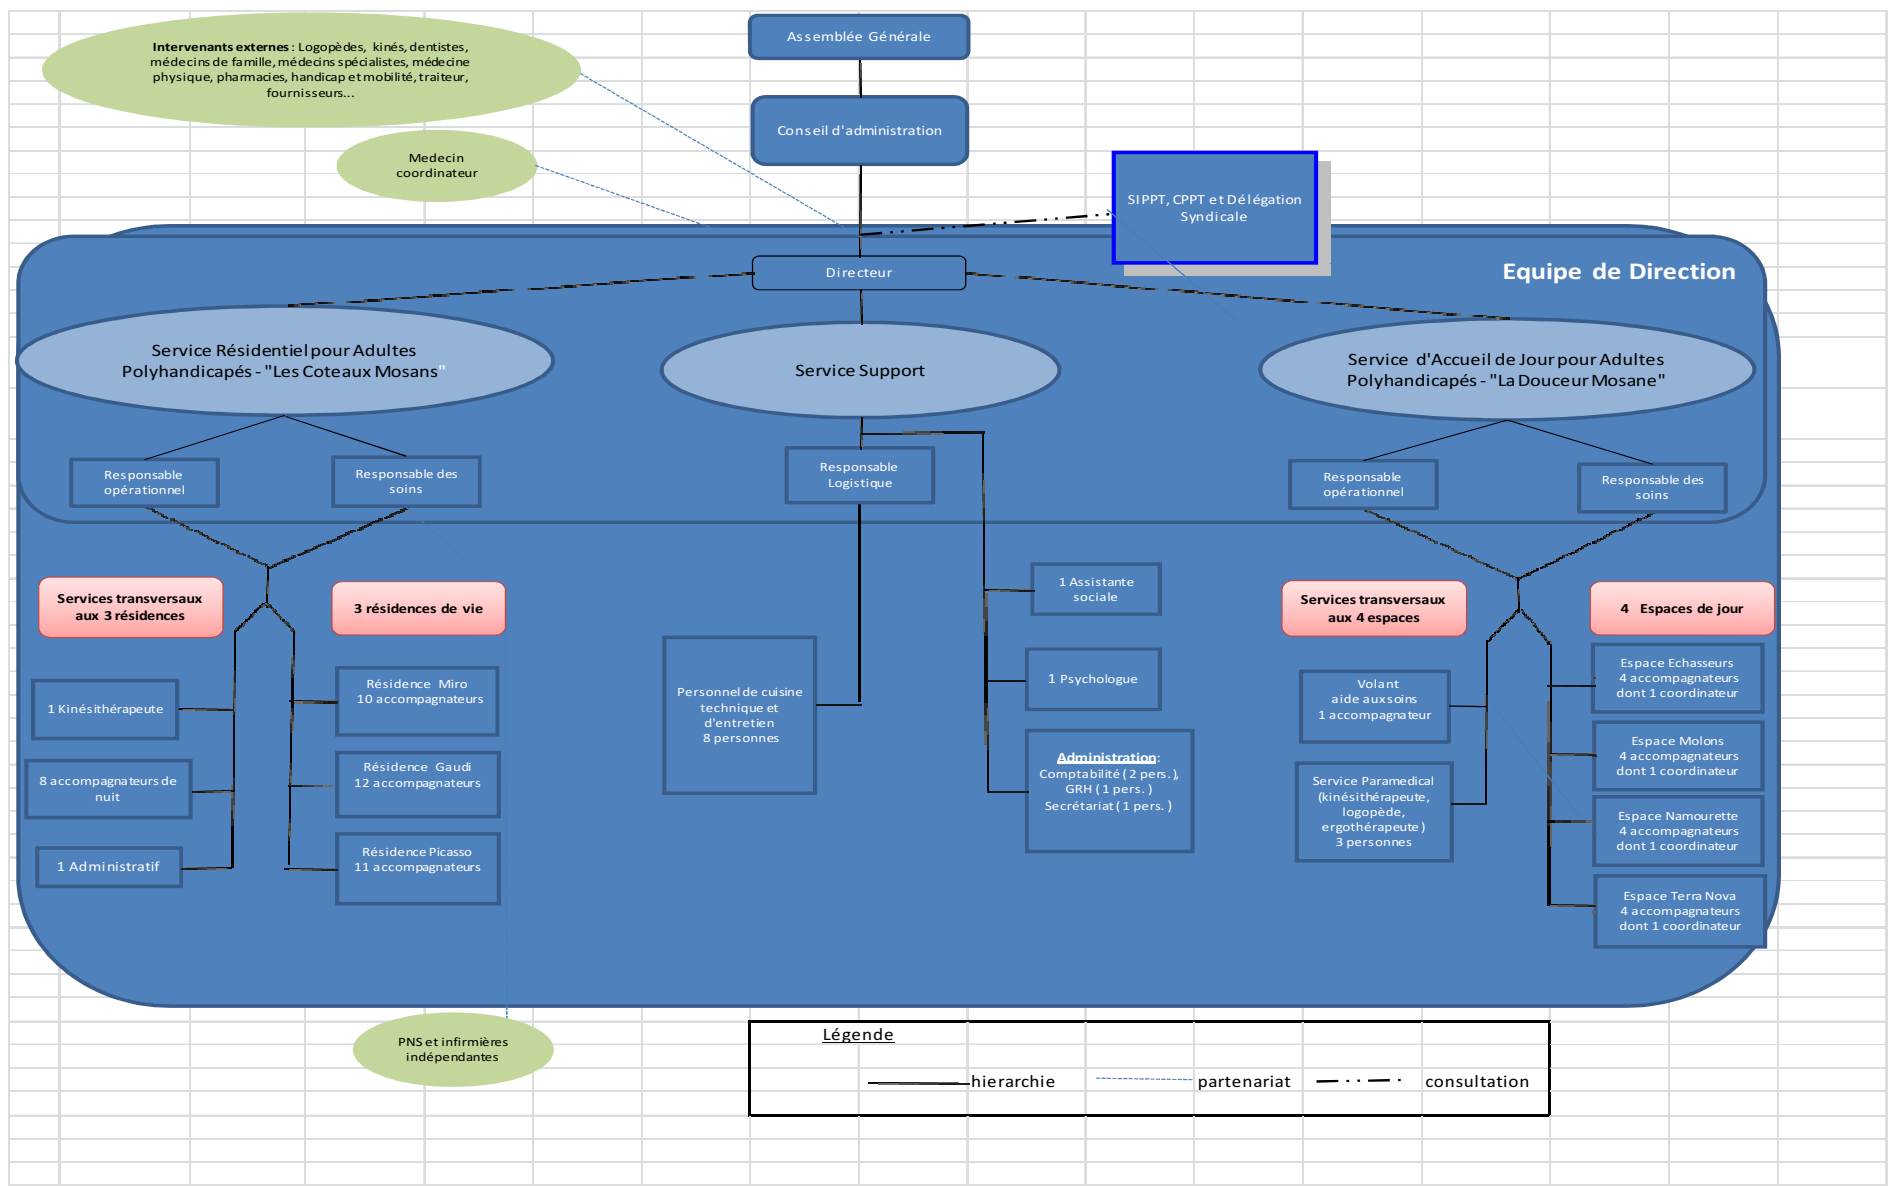 Intervenants externes : Logopèdes, kinés, dentistes,
médecins de famille, médecins spécialistes, médecine
physique, pharmacies, handicap et mobilité, traiteur,
fournisseurs...
Assemblée Générale
Conseil d'administration
Medecin
coordinateur
SIPPT, CPPT et Délégation
Syndicale
Equipe de Direction
Directeur
Service Résidentiel pour Adultes
Polyhandicapés - "Les Coteaux Mosans"
Service Support
Service d'Accueil de Jour pour Adultes
Polyhandicapés - "La Douceur Mosane"
Responsable
opérationnel
Responsable des
soins
Responsable
Logistique
Responsable
opérationnel
Responsable des
soins
Services transversaux
aux 3 résidences
3 résidences de vie
1 Kinésithérapeute
8 accompagnateurs de
nuit
1 Administratif
Résidence Miro
10 accompagnateurs
Résidence Gaudi
12 accompagnateurs
Résidence Picasso
11 accompagnateurs
Personnel de cuisine
technique et
d'entretien
8 personnes
1 Assistante
sociale
1 Psychologue
Administration:
Comptabilité ( 2 pers.),
GRH ( 1 pers. )
Secrétariat ( 1 pers. )
Services transversaux
aux 4 espaces
4 Espaces de jour
Volant
aide aux soins
1 accompagnateur
Service Paramedical
(kinésithérapeute,
logopède,
ergothérapeute)
3 personnes
Espace Echasseurs
4 accompagnateurs
dont 1 coordinateur
Espace Molons
4 accompagnateurs
dont 1 coordinateur
Espace Namourette
4 accompagnateurs
dont 1 coordinateur
Espace Terra Nova
4 accompagnateurs
dont 1 coordinateur
PNS et infirmières
indépendantes
Légende
hierarchie
partenariat
consultation